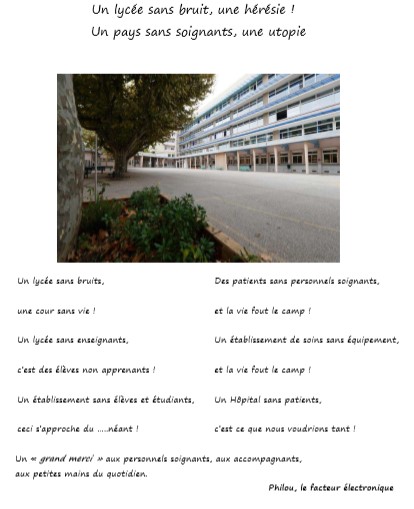 Un lycée sans bruit, une hérésie !
Un pays sans soignants, une utopie
Un lycée sans bruits,
une cour sans vie !
Un lycée sans enseignants,
c'est des élèves non apprenants !
Un établissement sans élèves et étudiants,
ceci s'approche du .....néant !
Des patients sans personnels soignants,
et la vie fout le camp !
Un établissement de soins sans équipement,
et la vie fout le camp !
Un Hôpital sans patients,
c'est ce que nous voudrions tant !
Un « grand merci » aux personnels soignants, aux accompagnants,
aux petites mains du quotidien.
Philou, le facteur électronique